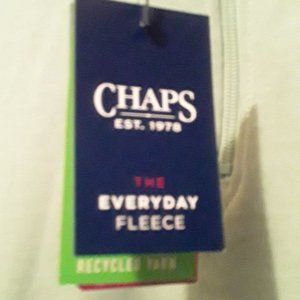 CHAPS
EST. 1978
THE
EVERYDAY
FLEECE
RECYCLED YARN